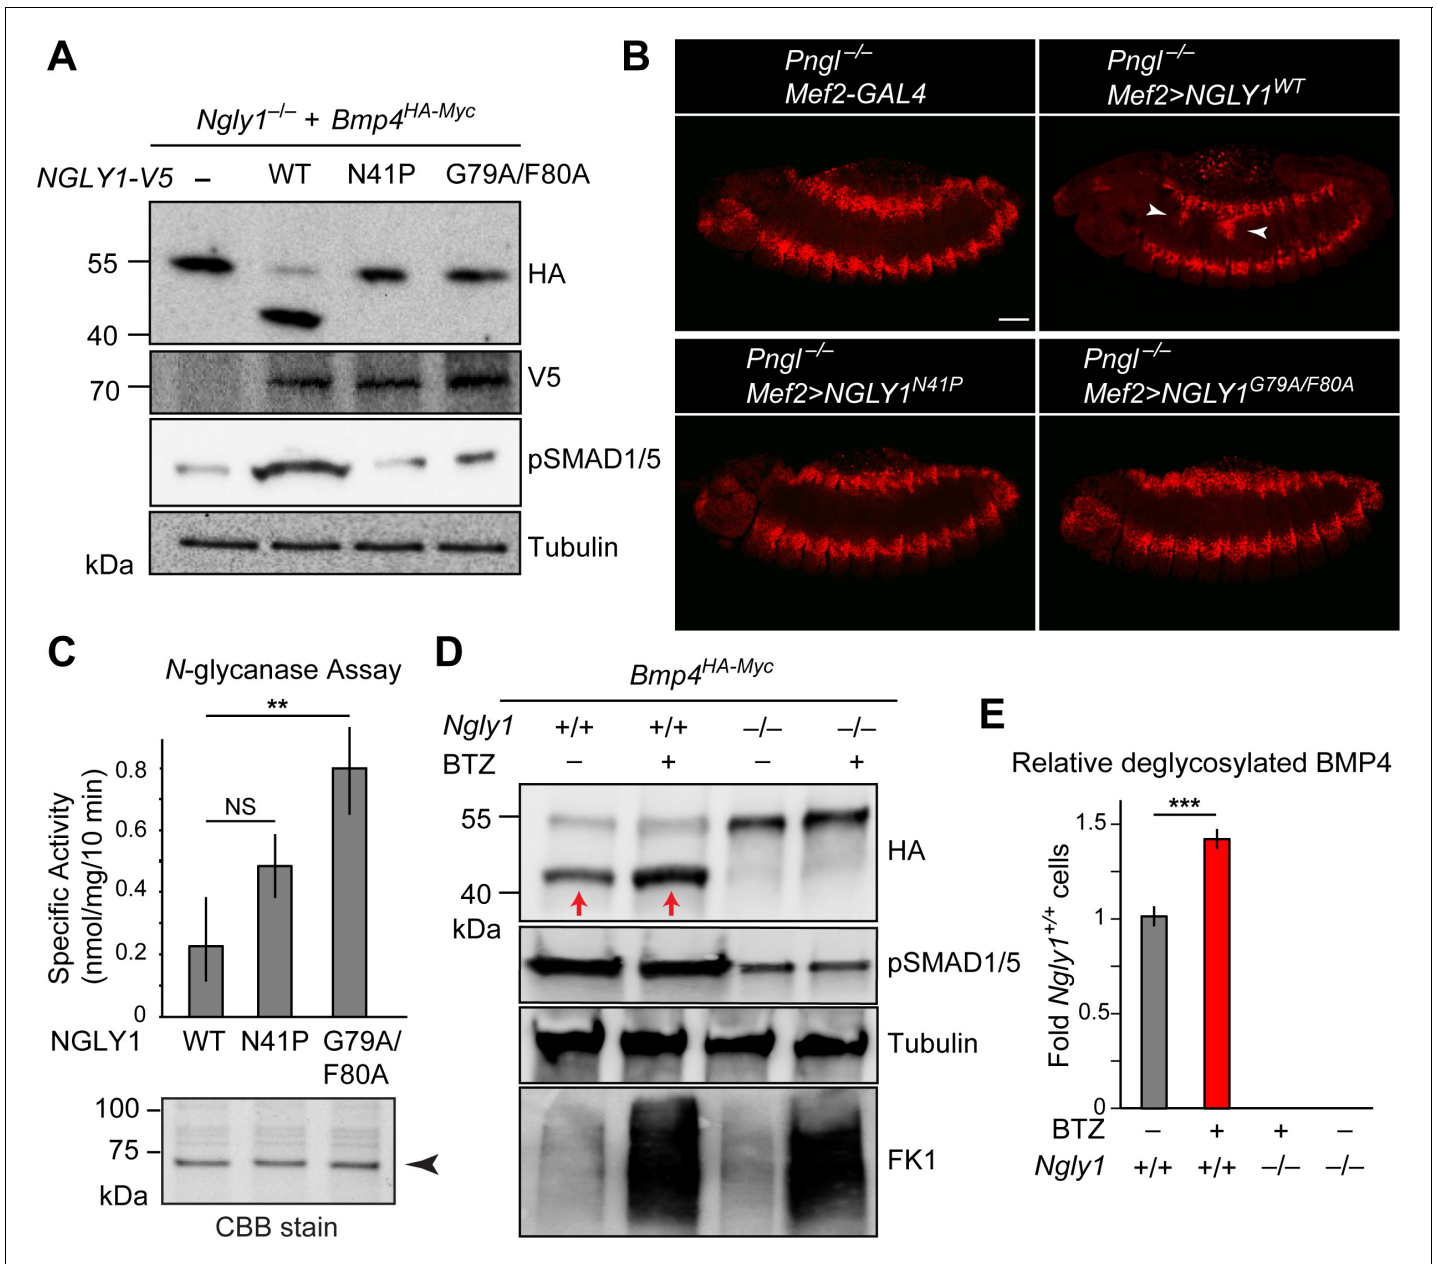 A
Ngly1–/– + Bmp4HA-Myc
NGLY1-V5 – WT N41P G79A/F80A
55
HA
40
70
V5
pSMAD1/5
Tubulin
kDa
B
Pngl–/–
Mef2-GAL4
Pngl–/–
Mef2>NGLY1WT
Pngl–/–
Mef2>NGLY1N41P
Pngl–/–
Mef2>NGLY1G79A/F80A
C
N-glycanase Assay
**
NS
Specific Activity
(nmol/mg/10 min)
0.8
0.6
0.4
0.2
0
NGLY1 WT N41P G79A/
F80A
100
75
kDa
CBB stain
D
Bmp4HA-Myc
Ngly1 +/+ +/+ –/– –/–
BTZ – + – +
55
HA
40
kDa
pSMAD1/5
Tubulin
FK1
E
Relative deglycosylated BMP4
***
Fold Ngly1+/+ cells
1.5
1
0.5
0
BTZ – + + –
Ngly1 +/+ +/+ –/– –/–